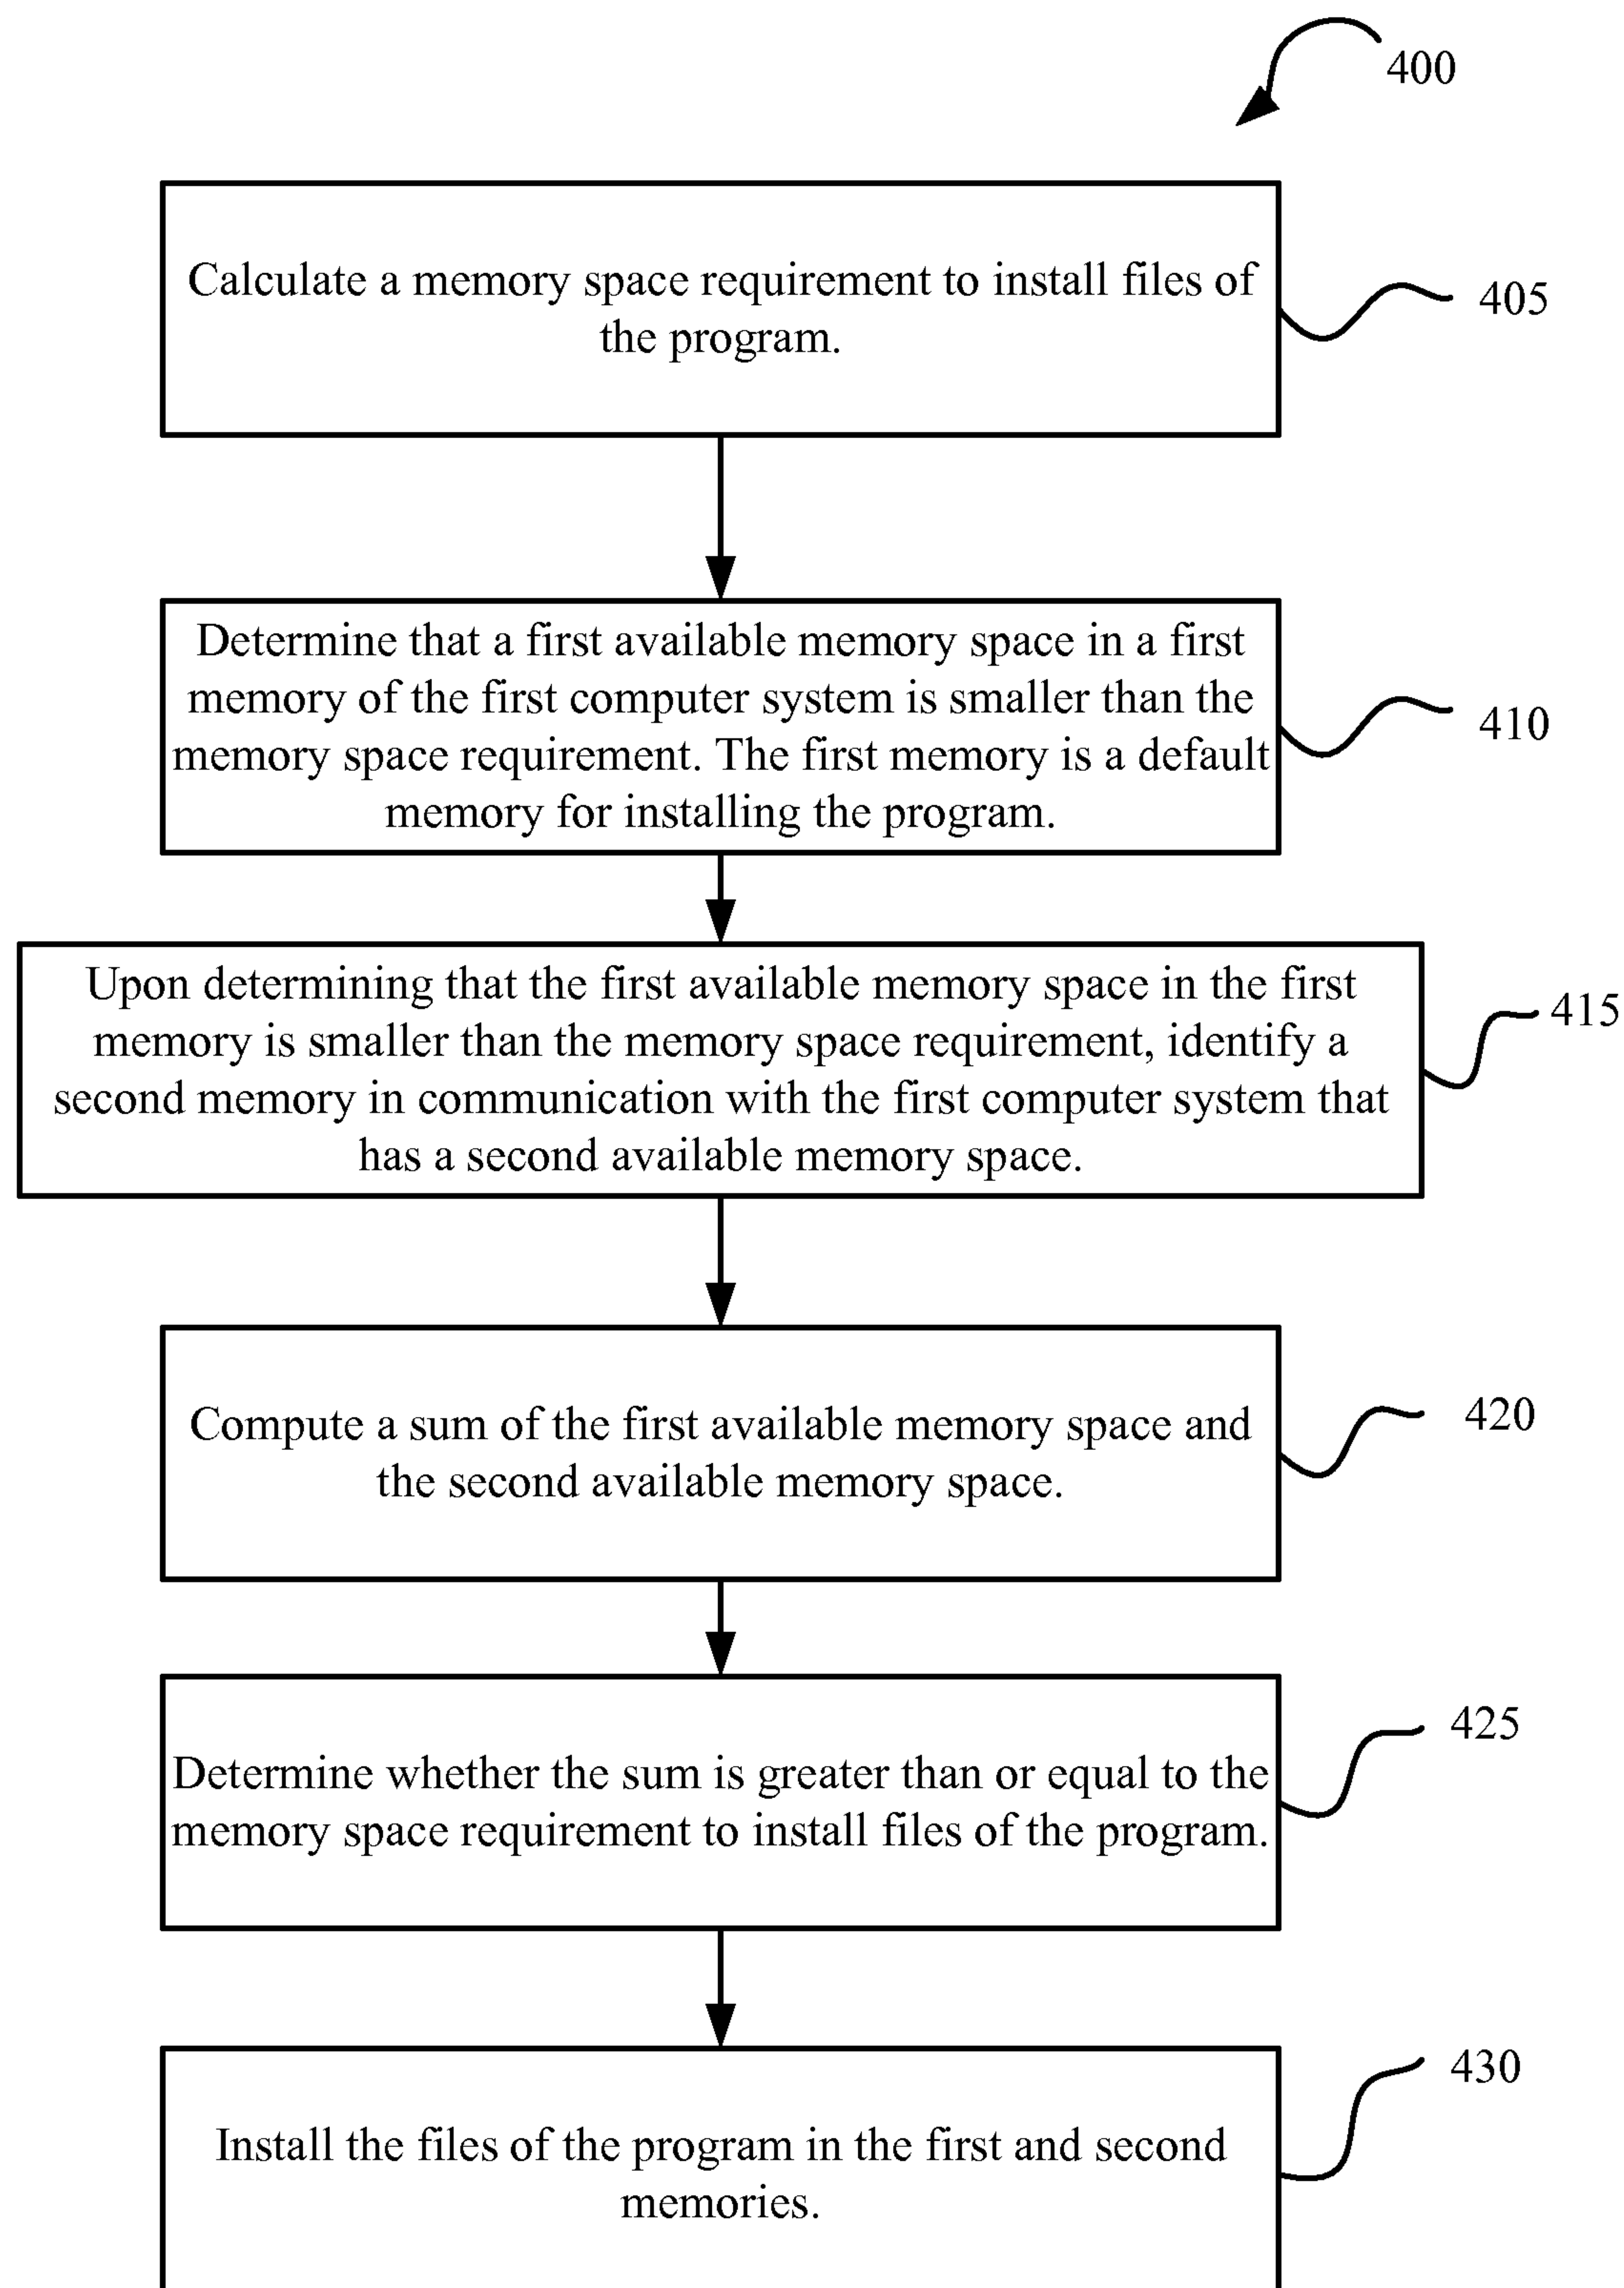 400
Calculate a memory space requirement to install files of
the program.
405
Determine that a first available memory space in a first
memory of the first computer system is smaller than the
memory space requirement. The first memory is a default
memory for installing the program.
410
Upon determining that the first available memory space in the first
memory is smaller than the memory space requirement, identify a
second memory in communication with the first computer system that
has a second available memory space.
415
Compute a sum of the first available memory space and
the second available memory space.
420
Determine whether the sum is greater than or equal to the
memory space requirement to install files of the program.
425
Install the files of the program in the first and second
memories.
430